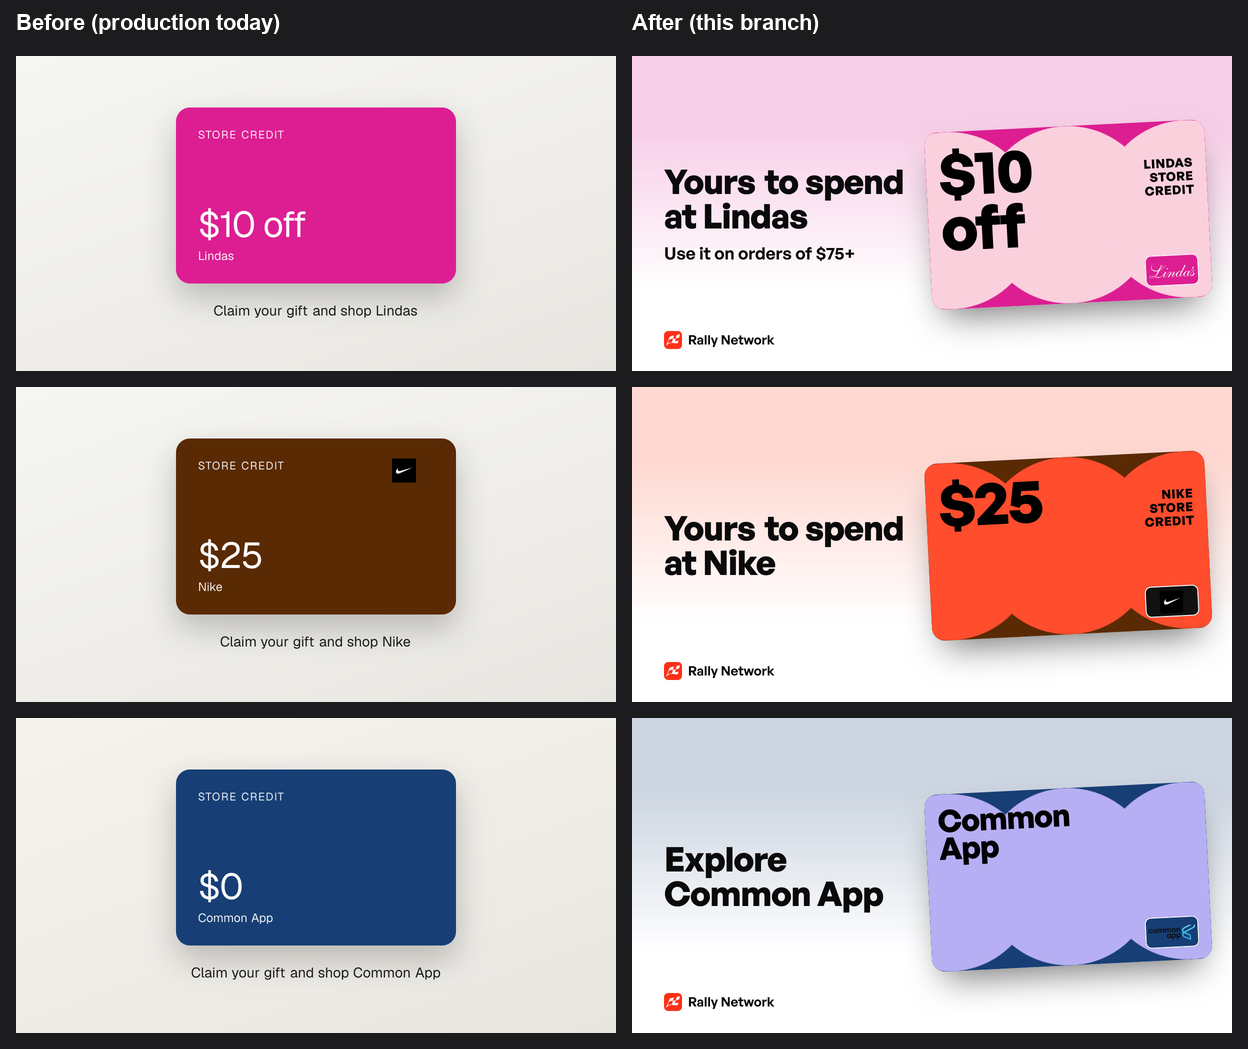 Before (production today)
After (this branch)
STORE CREDIT
$10 off
Lindas
Claim your gift and shop Lindas
Yours to spend
at Lindas
Use it on orders of $75+
Rally Network
$10
off
LINDAS
STORE
CREDIT
Linda's
STORE CREDIT
$25
Nike
Claim your gift and shop Nike
Yours to spend
at Nike
Rally Network
$25
NIKE
STORE
CREDIT
STORE CREDIT
$0
Common App
Claim your gift and shop Common App
Explore
Common App
Rally Network
Common
App
common
app